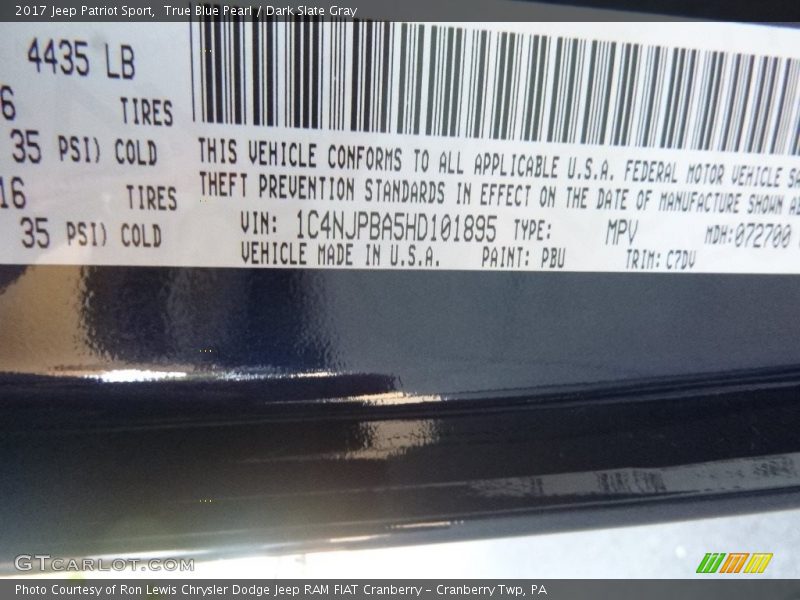 2017 Jeep Patriot Sport,  True Blue Pearl / Dark Slate Gray
4435 LB
6 TIRES
35 PSI) COLD
THIS VEHICLE CONFORMS TO ALL APPLICABLE U.S.A. FEDERAL MOTOR VEHICLE SA
16 TIRES
THEFT PREVENTION STANDARDS IN EFFECT ON THE DATE OF MANUFACTURE SHOWN AB
35 PSI) COLD
VIN: 1C4NJPBA5HD101895 TYPE: MPV MDH:072700
VEHICLE MADE IN U.S.A. PAINT: PBU TRIM: C7DV
GTCARLOT.COM
Photo Courtesy of Ron Lewis Chrysler Dodge Jeep RAM FIAT Cranberry – Cranberry Twp, PA